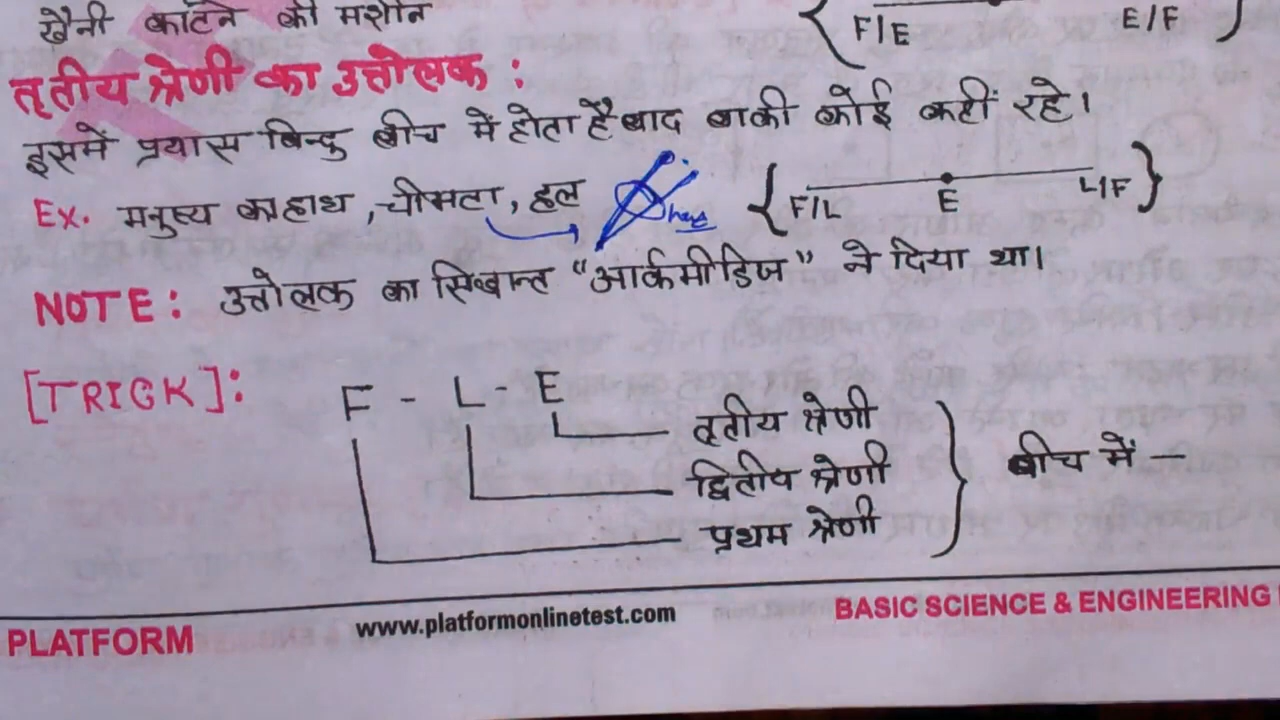 खैनी काटने की मशीन
F/E E/F
तृतीय श्रेणी का उत्तोलक :
इसमें प्रयास बिन्दु बीच में होता है बाद बाकी कोई कहीं रहे।
Ex. मनुष्य का हाथ , चीमटा , हल
{ F/L E L/F }
NOTE : उत्तोलक का सिद्धान्त "आर्कमीडिज" ने दिया था।
[TRICK]: F - L - E
तृतीय श्रेणी
द्वितीय श्रेणी
प्रथम श्रेणी
} बीच में —
PLATFORM www.platformonlinetest.com BASIC SCIENCE & ENGINEERING